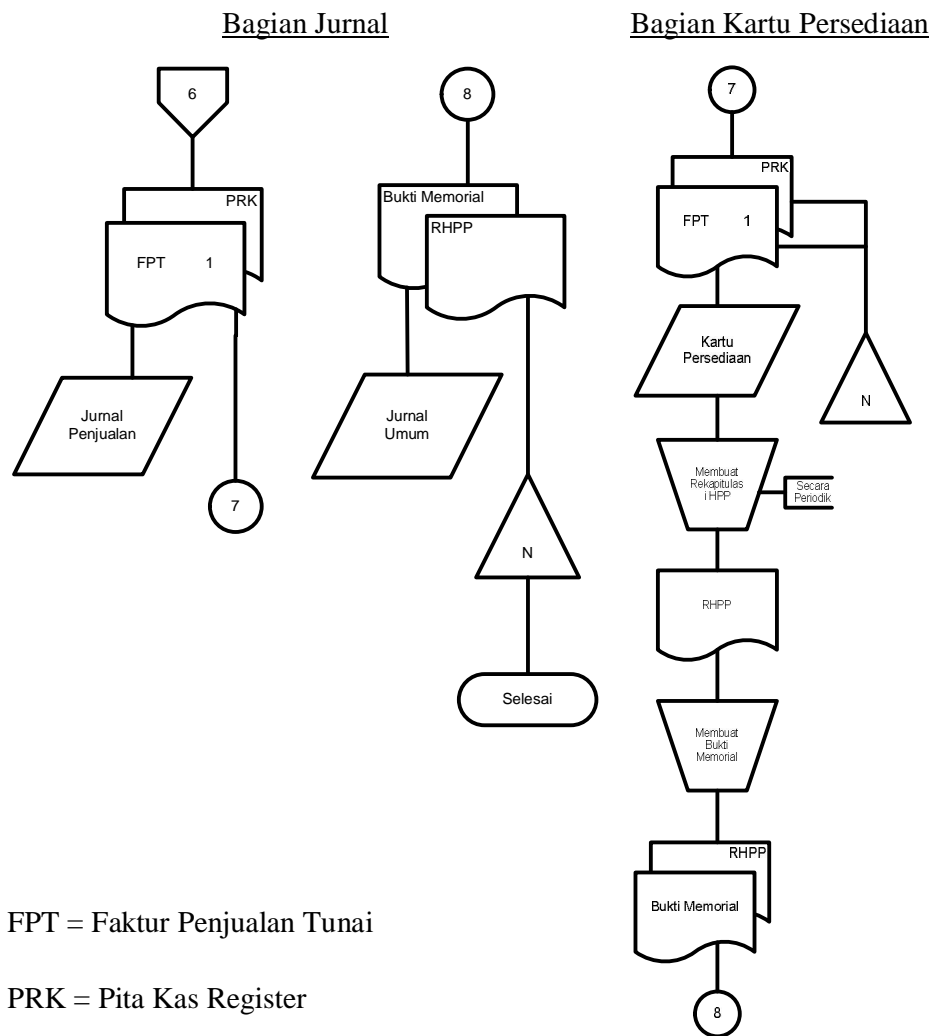 Bagian Jurnal
Bagian Kartu Persediaan
6
PRK
FPT 1
Jurnal
Penjualan
7
8
Bukti Memorial
RHPP
Jurnal
Umum
N
Selesai
7
PRK
FPT 1
Kartu
Persediaan
N
Membuat
Rekapitulas
i HPP
Secara
Periodik
RHPP
Membuat
Bukti
Memorial
RHPP
Bukti Memorial
8
FPT = Faktur Penjualan Tunai
PRK = Pita Kas Register